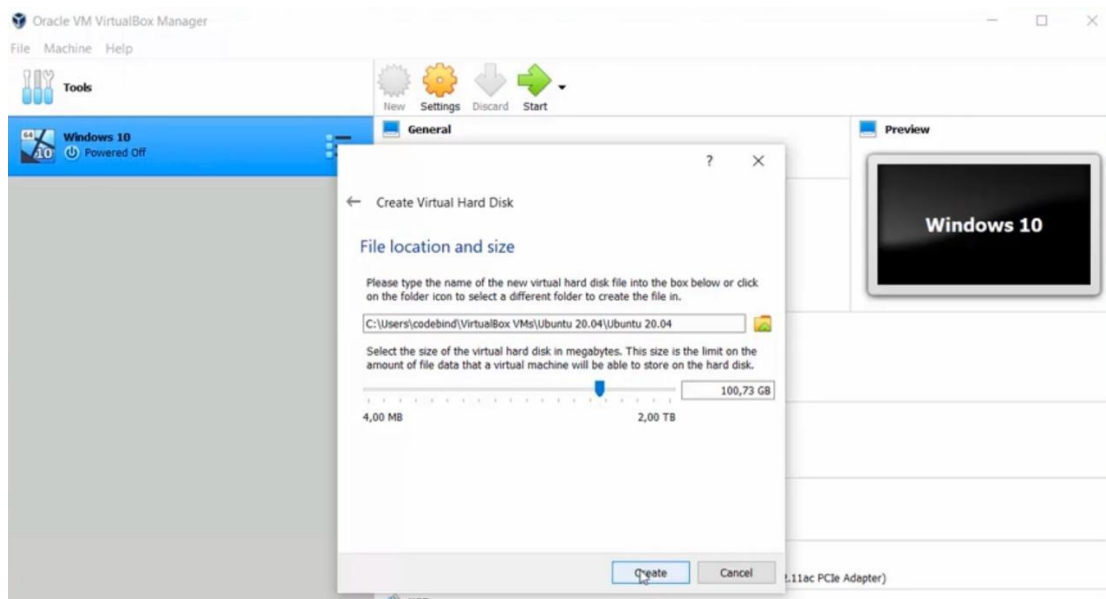 Oracle VM VirtualBox Manager
File Machine Help
Tools
New Settings Discard Start
Windows 10
Powered Off
General
Preview
Windows 10
?
Create Virtual Hard Disk
File location and size
Please type the name of the new virtual hard disk file into the box below or click
on the folder icon to select a different folder to create the file in.
C:\Users\codebind\VirtualBox VMs\Ubuntu 20.04\Ubuntu 20.04
Select the size of the virtual hard disk in megabytes. This size is the limit on the
amount of file data that a virtual machine will be able to store on the hard disk.
100,73 GB
4,00 MB 2,00 TB
Create Cancel
.11ac PCIe Adapter)